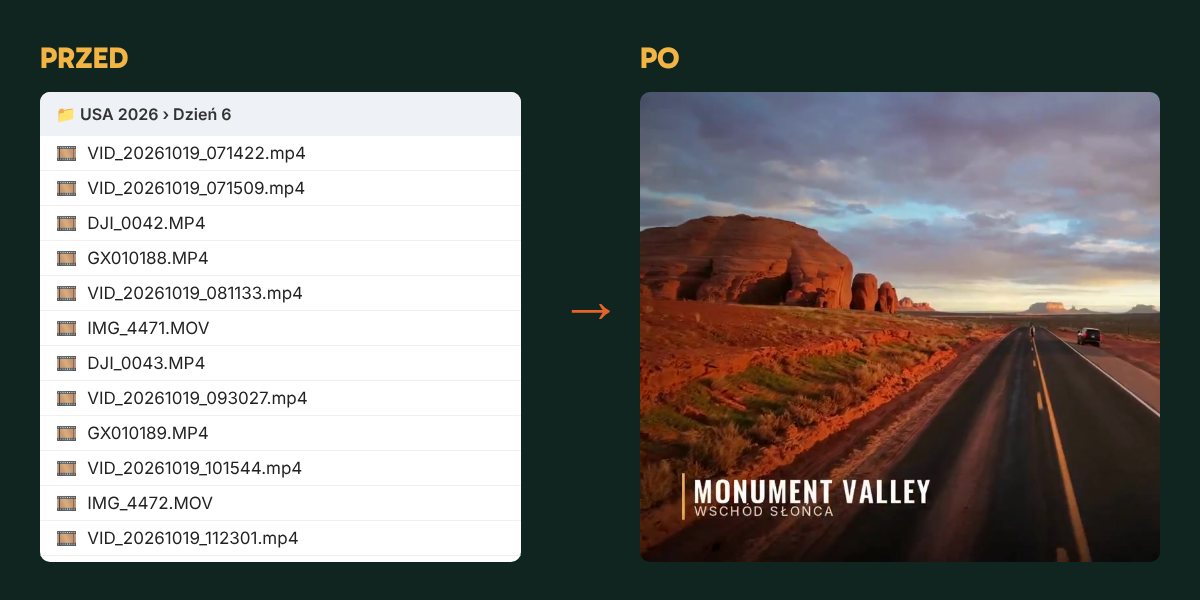 PRZED
USA 2026 › Dzień 6
VID_20261019_071422.mp4
VID_20261019_071509.mp4
DJI_0042.MP4
GX010188.MP4
VID_20261019_081133.mp4
IMG_4471.MOV
DJI_0043.MP4
VID_20261019_093027.mp4
GX010189.MP4
VID_20261019_101544.mp4
IMG_4472.MOV
VID_20261019_112301.mp4
→
PO
MONUMENT VALLEY
WSCHÓD SŁOŃCA